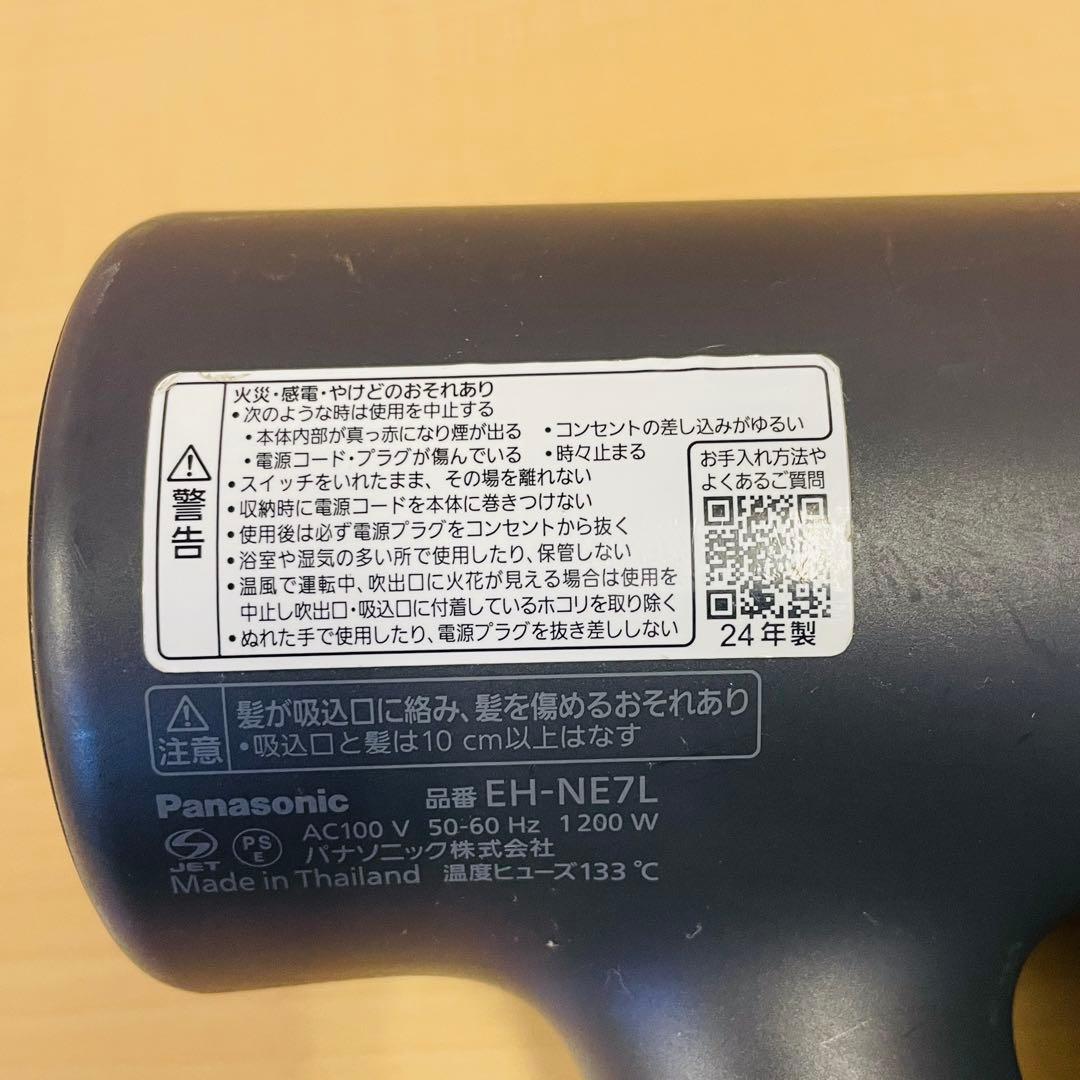 警告
火災・感電・やけどのおそれあり
•次のような時は使用を中止する
•本体内部が真っ赤になり煙が出る •コンセントの差し込みがゆるい
•電源コード・プラグが傷んでいる •時々止まる
•スイッチをいれたまま、その場を離れない
•収納時に電源コードを本体に巻きつけない
•使用後は必ず電源プラグをコンセントから抜く
•浴室や湿気の多い所で使用したり、保管しない
•温風で運転中、吹出口に火花が見える場合は使用を
中止し吹出口・吸込口に付着しているホコリを取り除く
•ぬれた手で使用したり、電源プラグを抜き差ししない
お手入れ方法や
よくあるご質問
24年製
注意
髪が吸込口に絡み、髪を傷めるおそれあり
•吸込口と髪は10 cm以上はなす
Panasonic 品番 EH-NE7L
AC100 V 50-60 Hz 1200 W
JET PS E パナソニック株式会社
Made in Thailand 温度ヒューズ133 ℃